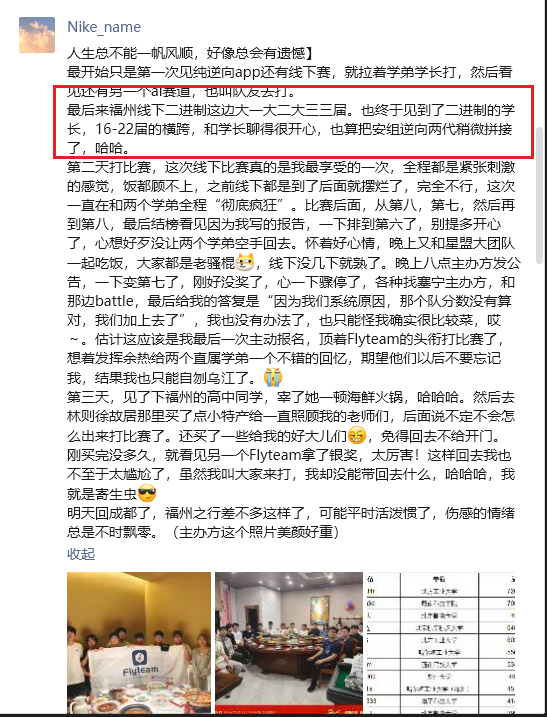 Nike_name
人生总不能一帆风顺，好像总会有遗憾】
最开始只是第一次见纯逆向app还有线下赛，就拉着学弟学长打，然后看
见还有另一个ai赛道，也叫队友去打。
最后来福州线下二进制这边大一大二大三三届。也终于见到了二进制的学
长，16-22届的横跨，和学长聊得很开心，也算把安组逆向两代稍微拼接
了，哈哈。
第二天打比赛，这次线下比赛真的是我最享受的一次，全程都是紧张刺激
的感觉，饭都顾不上，之前线下都是到了后面就摆烂了，完全不行，这次
一直在和两个学弟全程“彻底疯狂”。比赛后面，从第八，第七，然后再
到第八，最后结榜看见因为我写的报告，一下排到第六了，别提多开心
了，心想好歹没让两个学弟空手回去。怀着好心情，晚上又和星盟大团队
一起吃饭，大家都是老骚棍，线下没几下就熟了。晚上八点主办方发公
告，一下变第七了，刚好没奖了，心一下骤停了，各种找塞宁主办方，和
那边battle，最后给我的答复是“因为我们系统原因，那个队分数没有算
对，我们加上去了”，我也没有办法了，也只能怪我确实很比较菜，哎
～。估计这应该是我最后一次主动报名，顶着Flyteam的头衔打比赛了，
想着发挥余热给两个直属学弟一个不错的回忆，期望他们以后不要忘记
我，结果我也只能自刎乌江了。
第三天，见了下福州的高中同学，宰了她一顿海鲜火锅，哈哈哈。然后去
林则徐故居那里买了点小特产给一直照顾我的老师们，后面说不定不会怎
么出来打比赛了。还买了一些给我的好大儿们，免得回去不给开门。
刚买完没多久，就看见另一个Flyteam拿了银奖，太厉害！这样回去我也
不至于太尴尬了，虽然我叫大家来打，我却没能带回去什么，哈哈哈，我
就是寄生虫
明天回成都了，福州之行差不多这样了，可能平时活泼惯了，伤感的情绪
总是不时飘零。（主办方这个照片美颜好重）
收起
Flyteam
学校